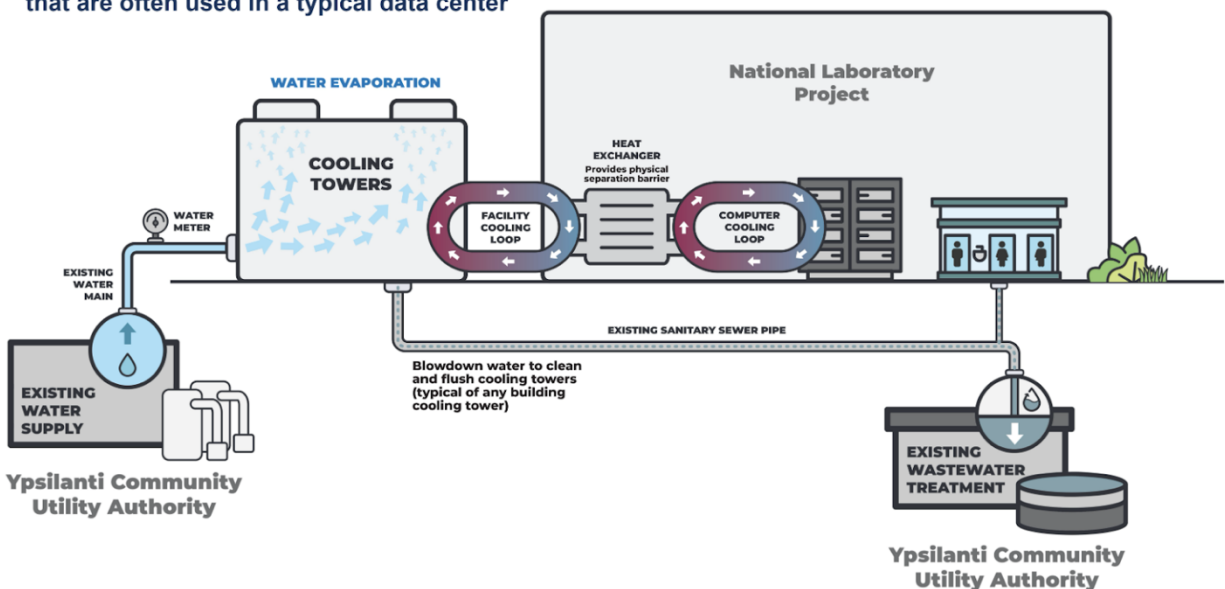 that are often used in a typical data center
National Laboratory
Project
WATER EVAPORATION
COOLING
TOWERS
HEAT
EXCHANGER
Provides physical
separation barrier
WATER
METER
FACILITY
COOLING
LOOP
COMPUTER
COOLING
LOOP
EXISTING
WATER
MAIN
EXISTING SANITARY SEWER PIPE
Blowdown water to clean
and flush cooling towers
(typical of any building
cooling tower)
EXISTING
WATER
SUPPLY
Ypsilanti Community
Utility Authority
EXISTING
WASTEWATER
TREATMENT
Ypsilanti Community
Utility Authority